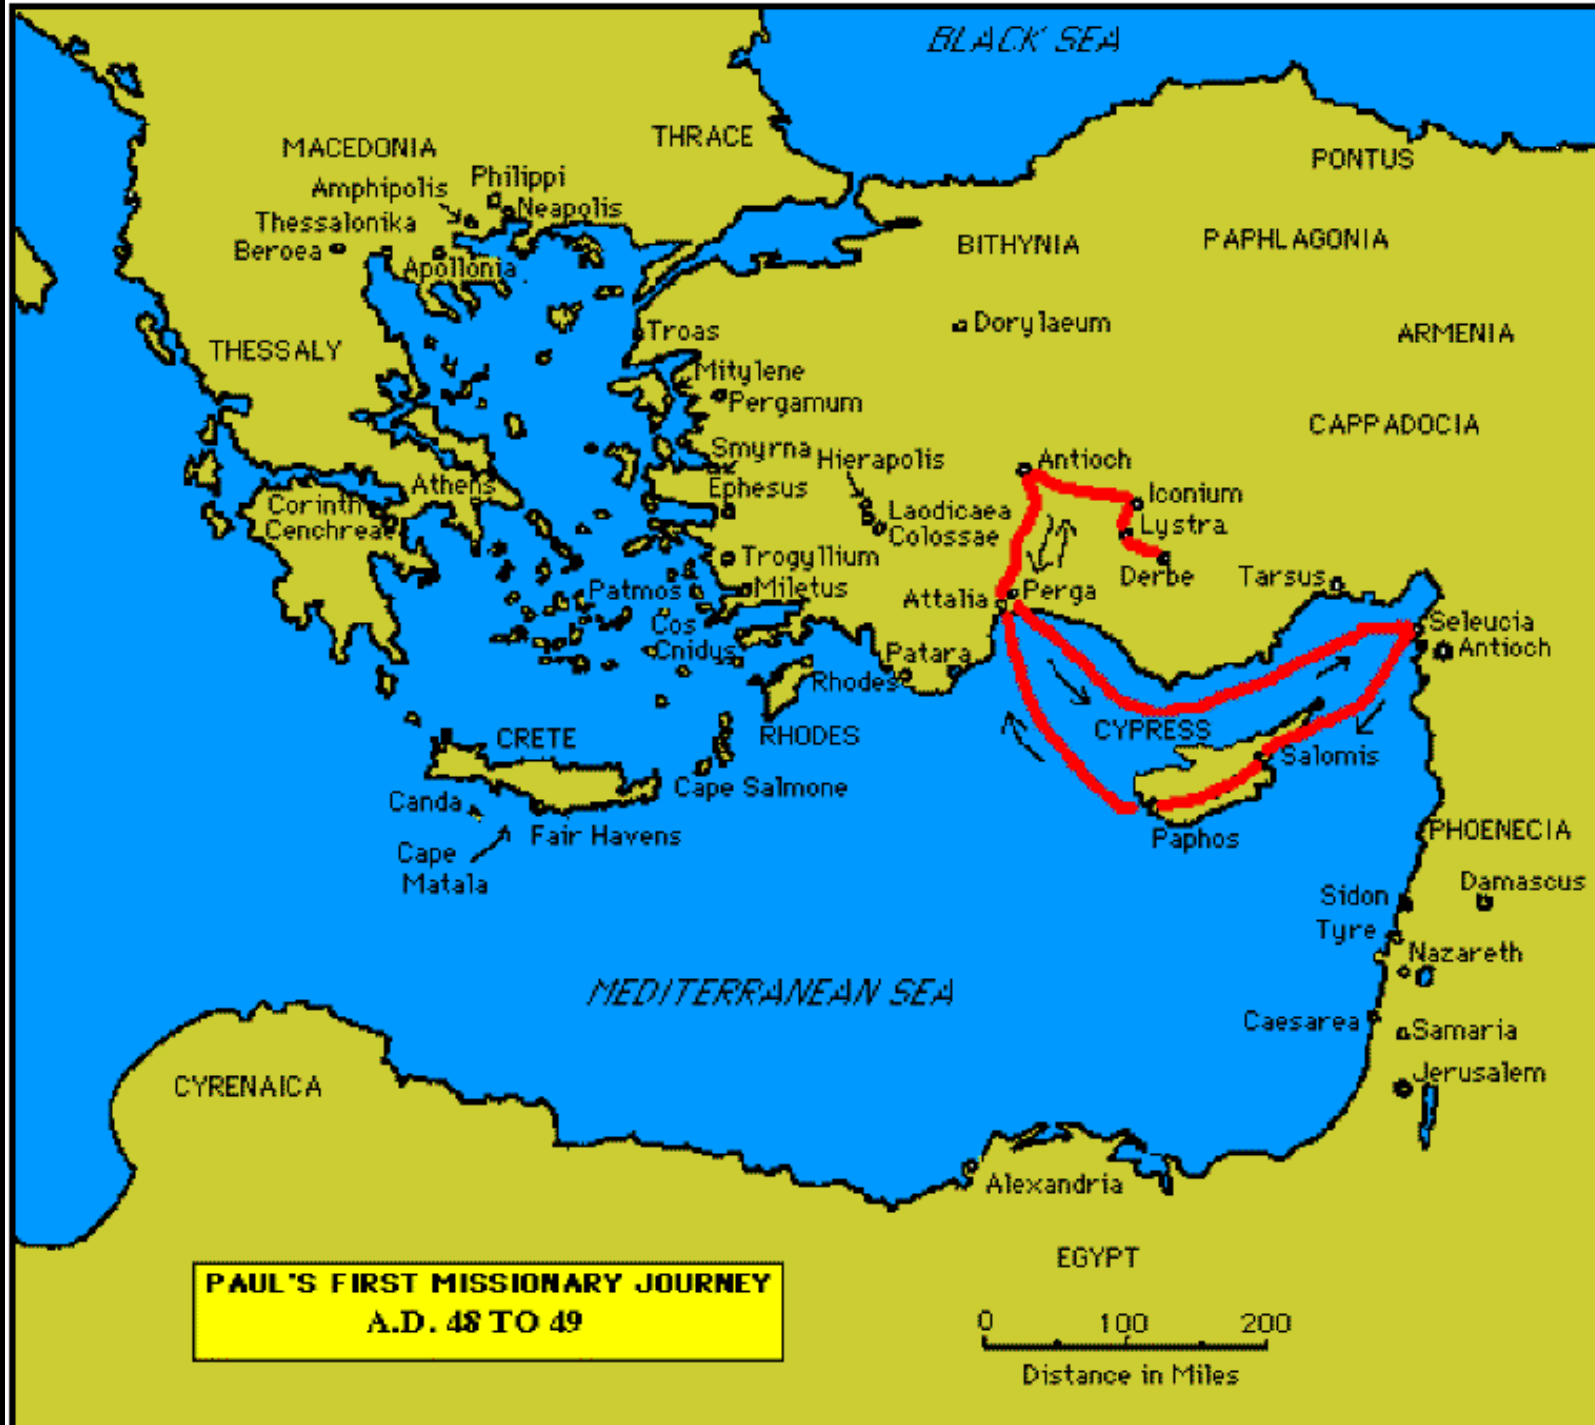 BLACK SEA
THRACE
MACEDONIA
PONTUS
Philippi
Amphipolis
Neapolis
Thessalonika
Beroea
Apollonia
BITHYNIA
PAPHLAGONIA
Dorylaeum
Troas
ARMENIA
THESSALY
Mitylene
Pergamum
CAPPADOCIA
Smyrna
Hierapolis
Antioch
Athens
Ephesus
Iconium
Corinth
Laodicaea
Lystra
Cenchreae
Colossae
Trogyllium
Derbe
Tarsus
Patmos
Miletus
Attalia
Perga
Cos
Seleucia
Cnidus
Patara
Antioch
Rhodes
CRETE
RHODES
CYPRESS
Salomis
Canda
Cape Salmone
Fair Havens
Paphos
PHOENECIA
Cape
Matala
Sidon
Damascus
Tyre
Nazareth
MEDITERRANEAN SEA
Caesarea
Samaria
Jerusalem
CYRENAICA
Alexandria
EGYPT
PAUL'S FIRST MISSIONARY JOURNEY
A.D. 48 TO 49
0 100 200
Distance in Miles